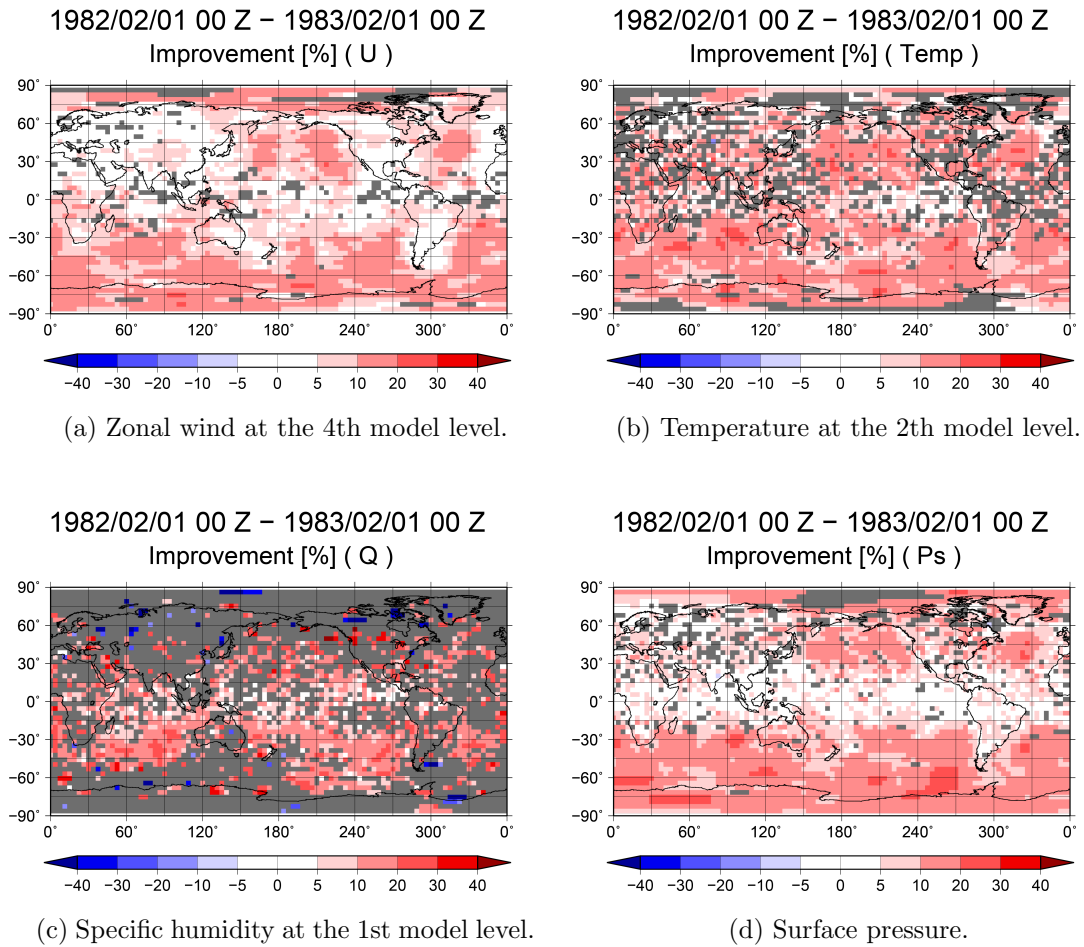 1982/02/01 00 Z − 1983/02/01 00 Z
Improvement [%] ( U )
90˚
60˚
30˚
0˚
−30˚
−60˚
−90˚
0˚ 60˚ 120˚ 180˚ 240˚ 300˚ 0˚
−40 −30 −20 −10 −5 0 5 10 20 30 40
(a) Zonal wind at the 4th model level.
1982/02/01 00 Z − 1983/02/01 00 Z
Improvement [%] ( Temp )
90˚
60˚
30˚
0˚
−30˚
−60˚
−90˚
0˚ 60˚ 120˚ 180˚ 240˚ 300˚ 0˚
−40 −30 −20 −10 −5 0 5 10 20 30 40
(b) Temperature at the 2th model level.
1982/02/01 00 Z − 1983/02/01 00 Z
Improvement [%] ( Q )
90˚
60˚
30˚
0˚
−30˚
−60˚
−90˚
0˚ 60˚ 120˚ 180˚ 240˚ 300˚ 0˚
−40 −30 −20 −10 −5 0 5 10 20 30 40
(c) Specific humidity at the 1st model level.
1982/02/01 00 Z − 1983/02/01 00 Z
Improvement [%] ( Ps )
90˚
60˚
30˚
0˚
−30˚
−60˚
−90˚
0˚ 60˚ 120˚ 180˚ 240˚ 300˚ 0˚
−40 −30 −20 −10 −5 0 5 10 20 30 40
(d) Surface pressure.